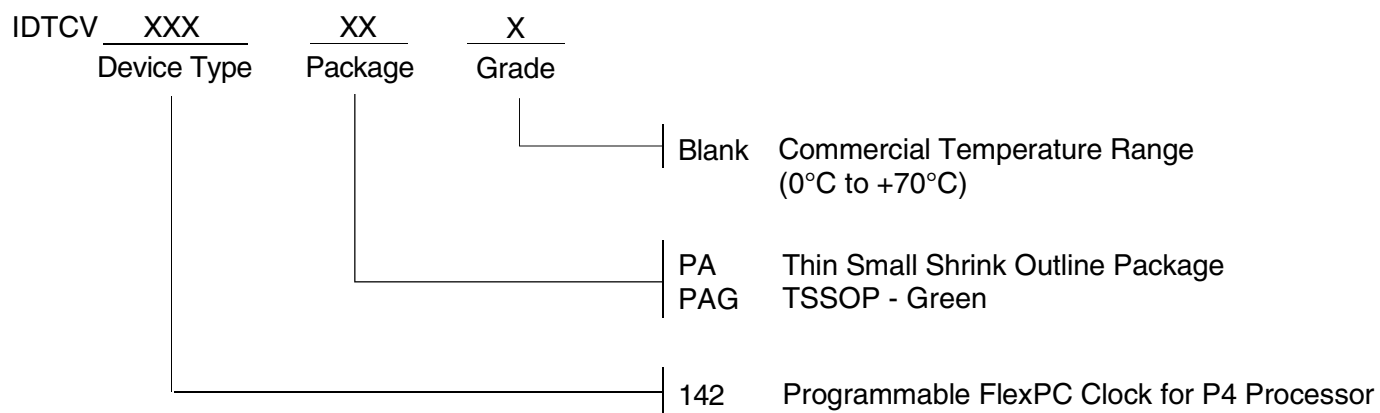 IDTCV XXX XX X
Device Type Package Grade
Blank Commercial Temperature Range
(0°C to +70°C)
PA Thin Small Shrink Outline Package
PAG TSSOP - Green
142 Programmable FlexPC Clock for P4 Processor